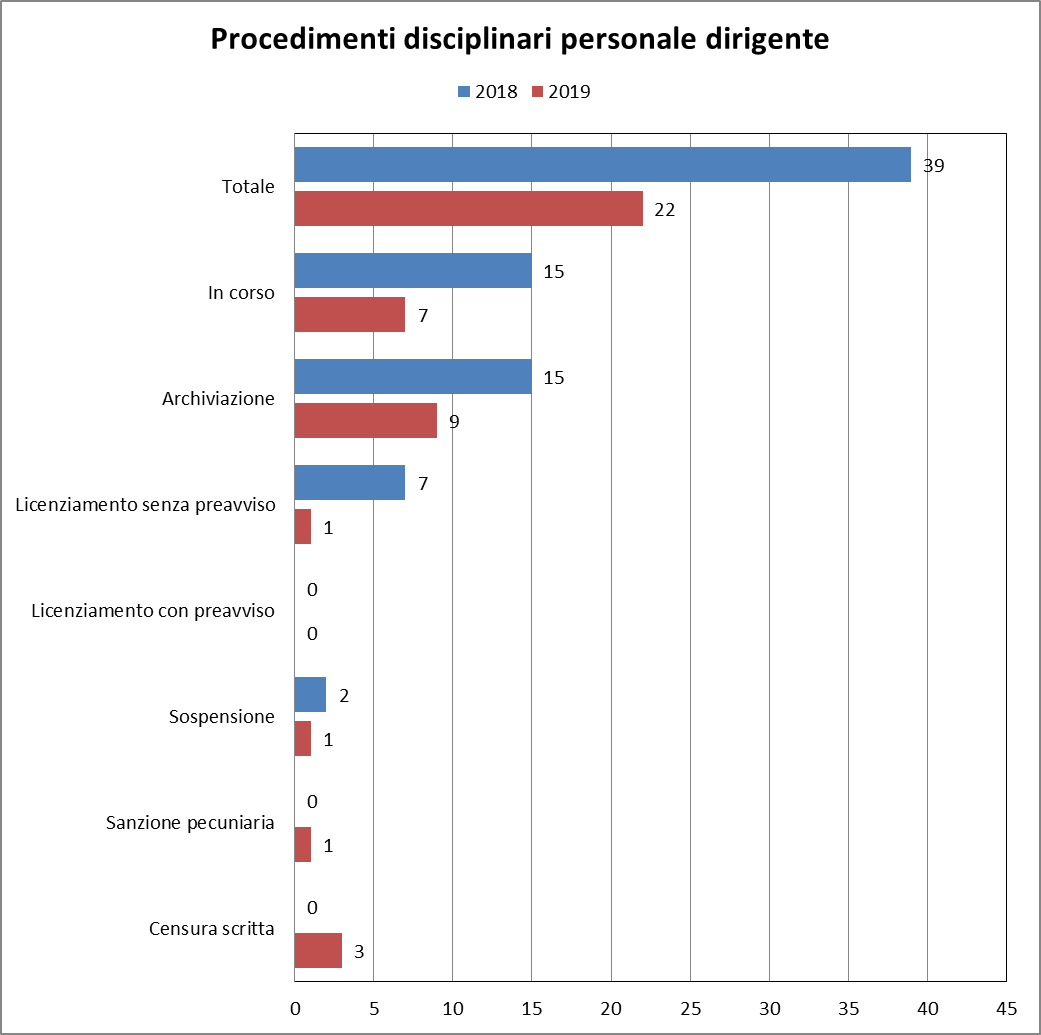 Procedimenti disciplinari personale dirigente
2018 2019
Totale
39
22
In corso
15
7
Archiviazione
15
9
Licenziamento senza preavviso
7
1
Licenziamento con preavviso
0
0
Sospensione
2
1
Sanzione pecuniaria
0
1
Censura scritta
0
3
0 5 10 15 20 25 30 35 40 45